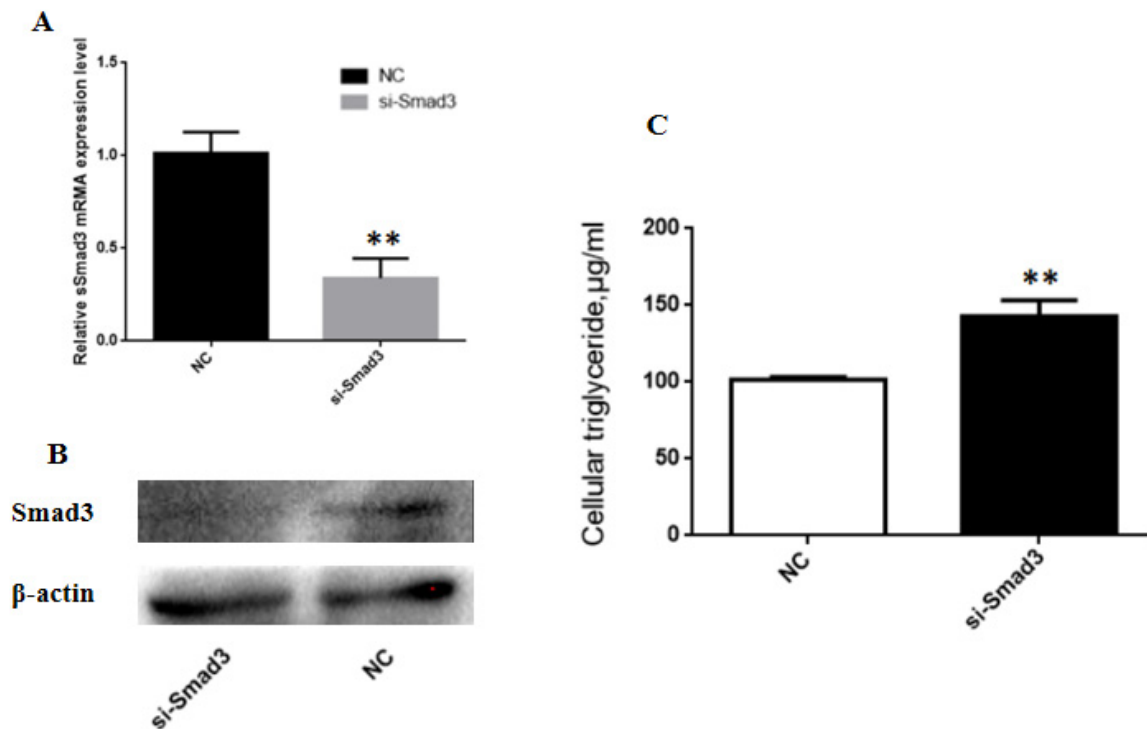 A
Relative sSmad3 mRMA expression level
1.5
1.0
0.5
0.0
NC
si-Smad3
**
NC
si-Smad3
B
Smad3
β-actin
si-Smad3
NC
C
Cellular triglyceride,µg/ml
200
150
100
50
0
**
NC
si-Smad3